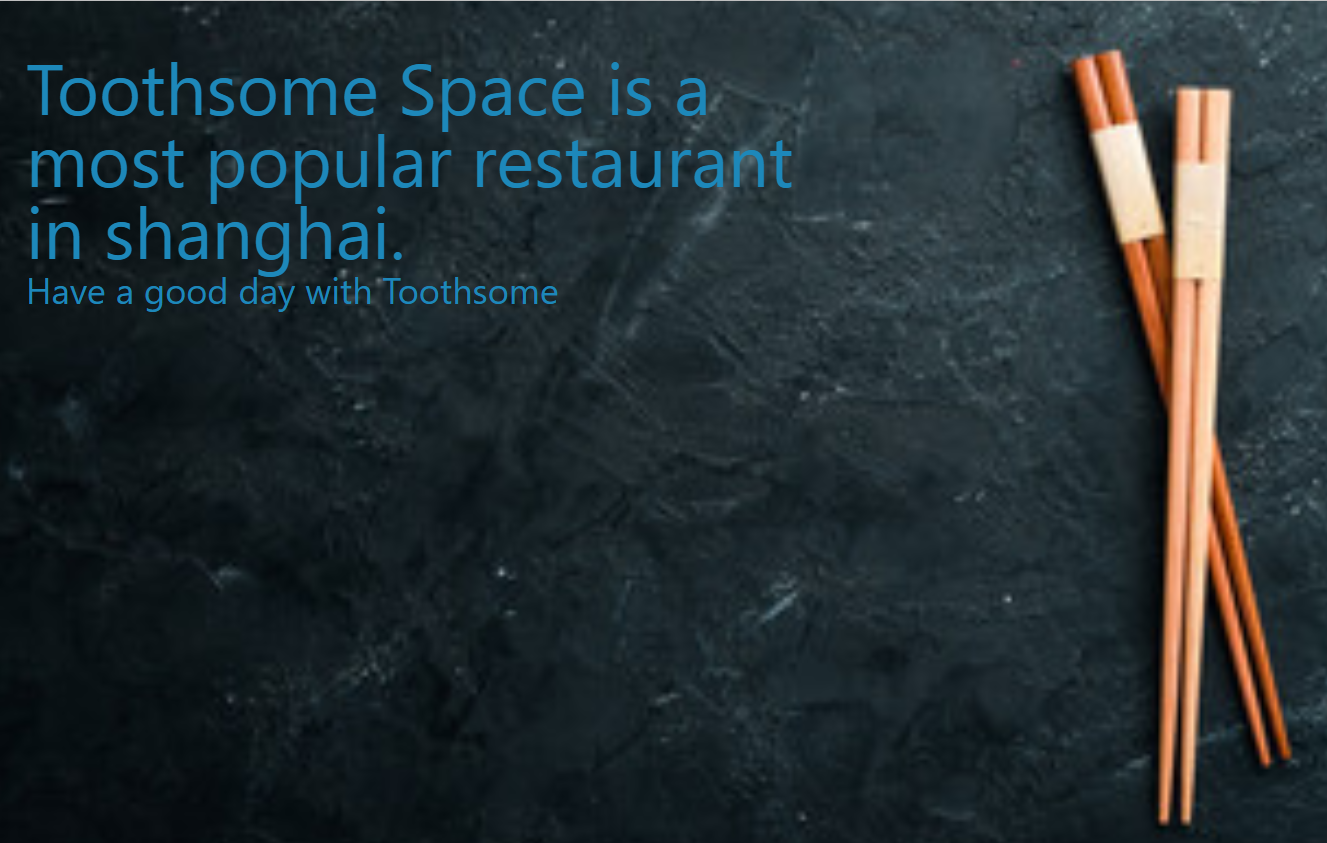 Toothsome Space is a
most popular restaurant
in shanghai.
Have a good day with Toothsome